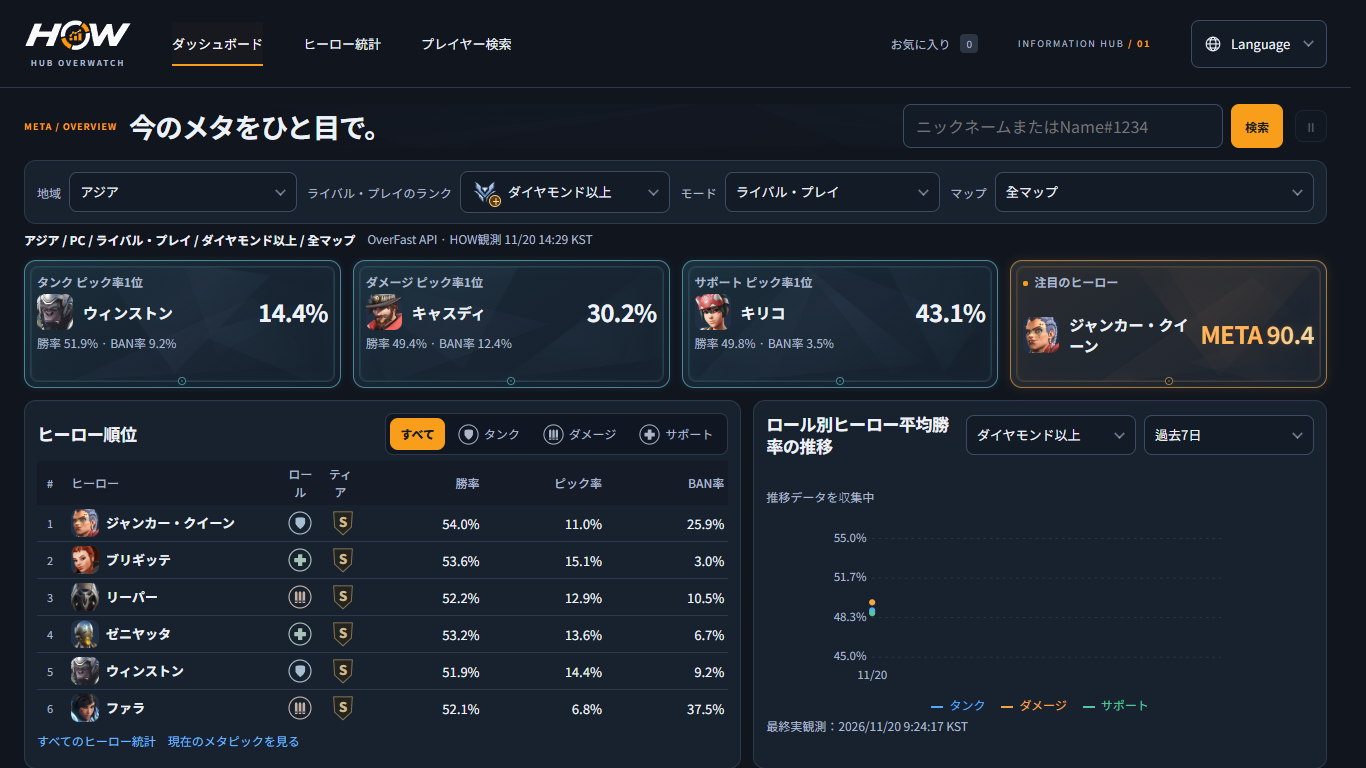 HOW
HUB OVERWATCH
ダッシュボード
ヒーロー統計
プレイヤー検索
お気に入り 0
INFORMATION HUB / 01
Language
META / OVERVIEW
今のメタをひと目で。
ニックネームまたはName#1234
検索
地域
アジア
ライバル・プレイのランク
ダイヤモンド以上
モード
ライバル・プレイ
マップ
全マップ
アジア / PC / ライバル・プレイ / ダイヤモンド以上 / 全マップ OverFast API · HOW観測 11/20 14:29 KST
タンク ピック率1位
ウィンストン
14.4%
勝率 51.9% · BAN率 9.2%
ダメージ ピック率1位
キャスディ
30.2%
勝率 49.4% · BAN率 12.4%
サポート ピック率1位
キリコ
43.1%
勝率 49.8% · BAN率 3.5%
注目のヒーロー
ジャンカー・クイ
ーン
META 90.4
ヒーロー順位
すべて
タンク
ダメージ
サポート
# ヒーロー ロー
ル ティ
ア 勝率 ピック率 BAN率
1 ジャンカー・クイーン S 54.0% 11.0% 25.9%
2 ブリギッテ S 53.6% 15.1% 3.0%
3 リーパー S 52.2% 12.9% 10.5%
4 ゼニヤッタ S 53.2% 13.6% 6.7%
5 ウィンストン S 51.9% 14.4% 9.2%
6 ファラ S 52.1% 6.8% 37.5%
すべてのヒーロー統計 現在のメタピックを見る
ロール別ヒーロー平均勝
率の推移
ダイヤモンド以上
過去7日
推移データを収集中
55.0%
51.7%
48.3%
45.0%
11/20
タンク ダメージ サポート
最終実観測：2026/11/20 9:24:17 KST